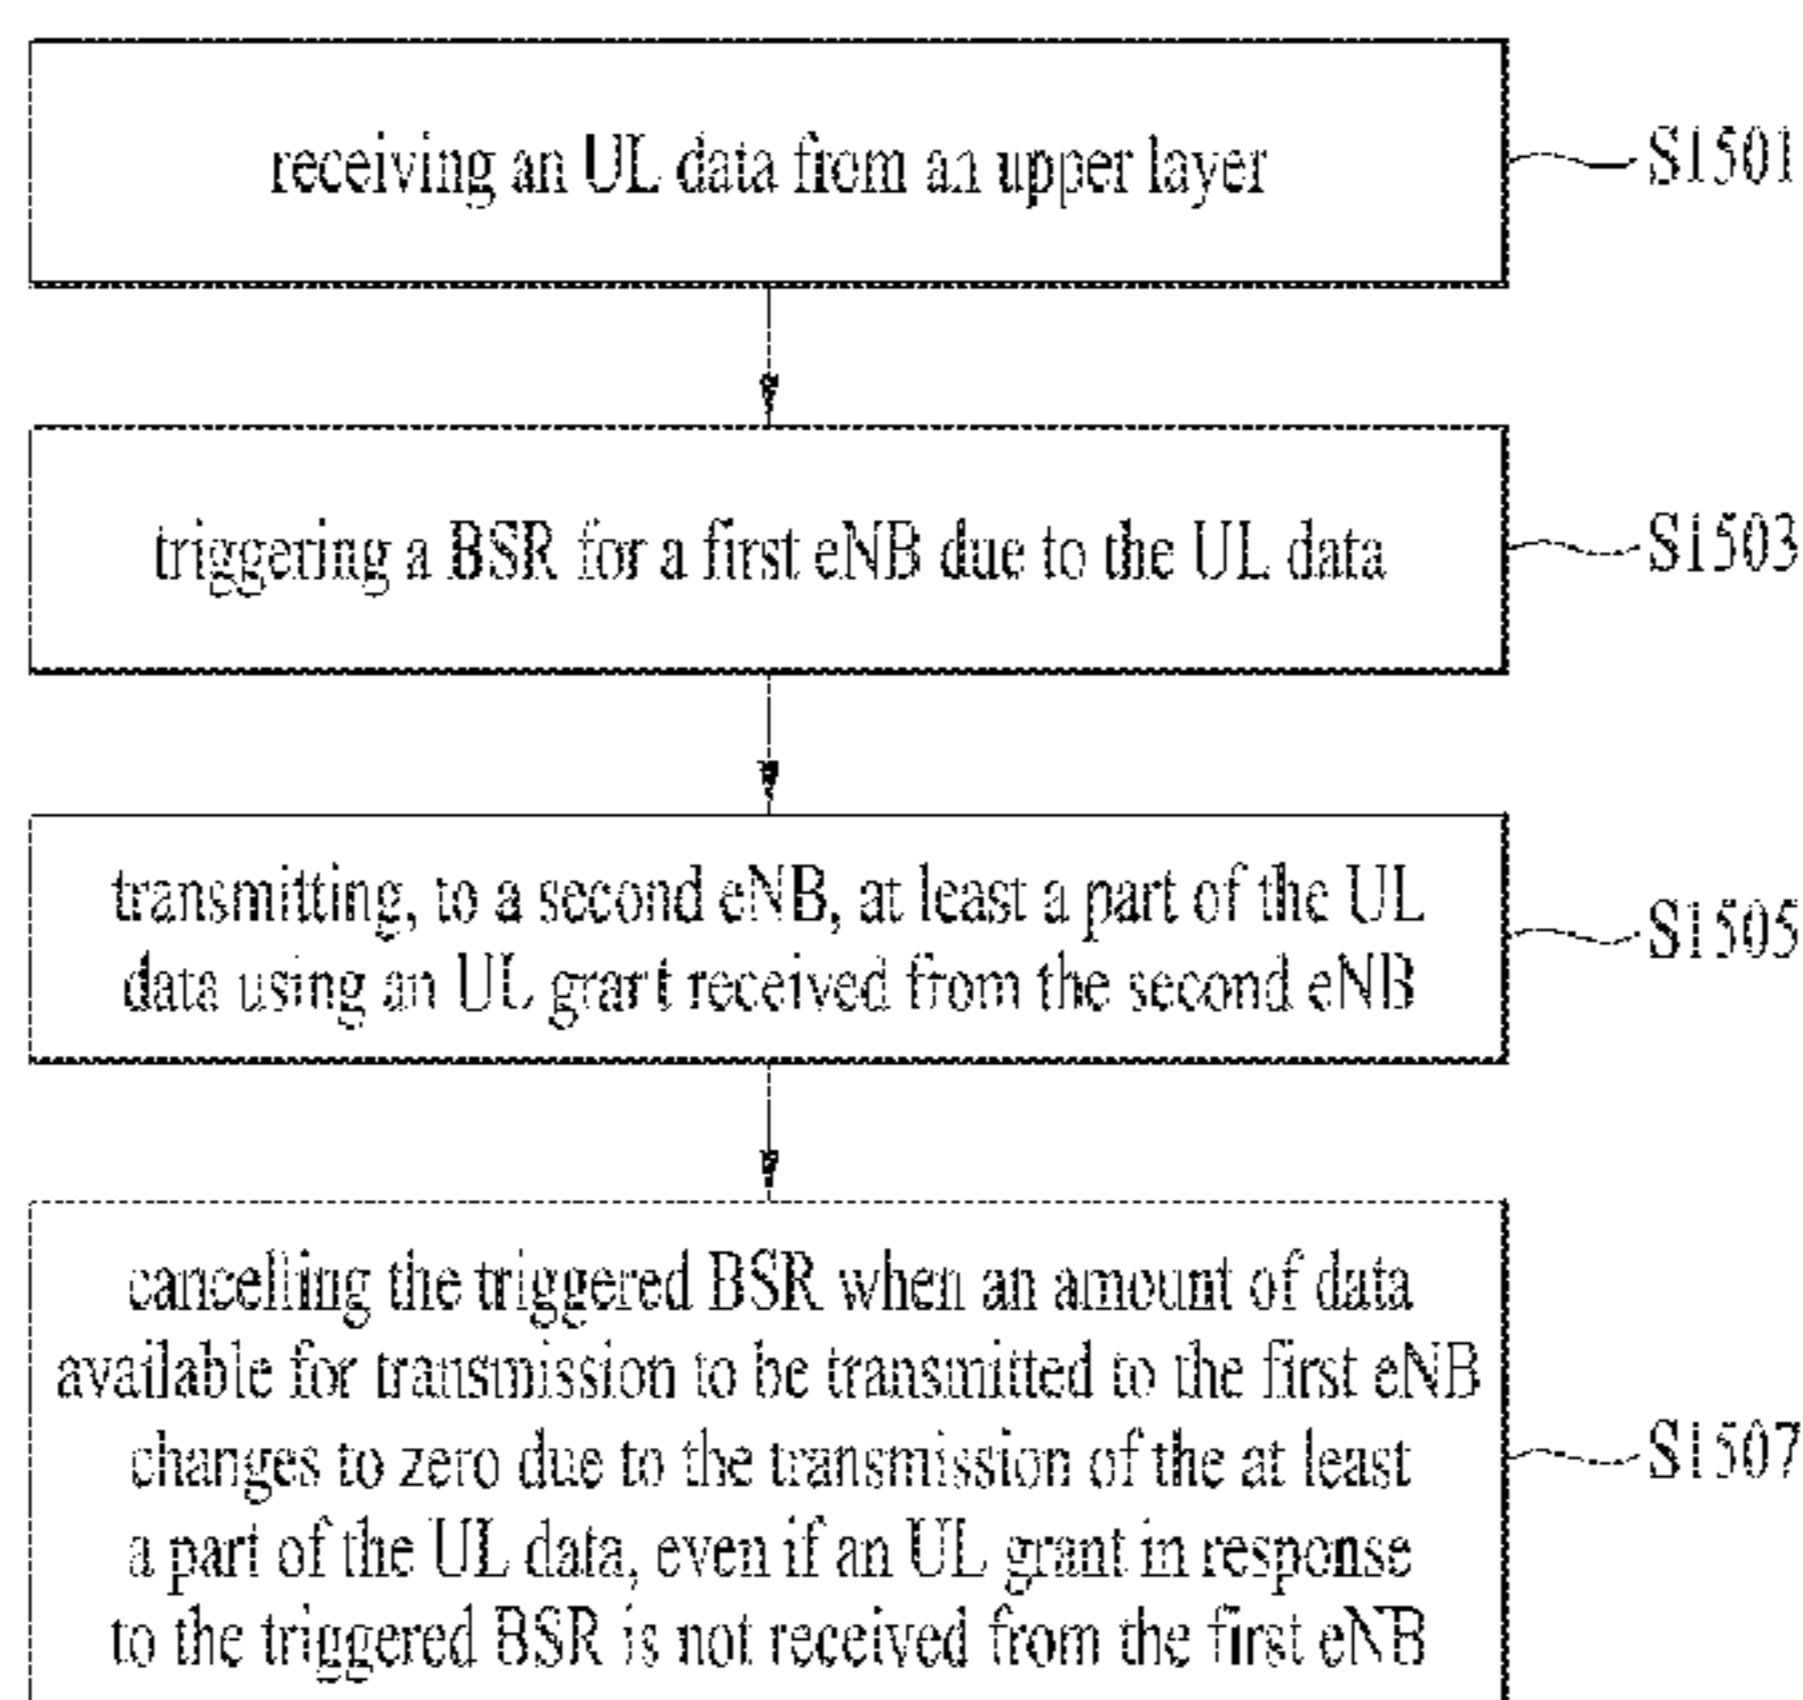 receiving an UL data from an upper layer
S1501
triggering a BSR for a first eNB due to the UL data
S1503
transmitting, to a second eNB, at least a part of the UL
data using an UL grant received from the second eNB
S1505
cancelling the triggered BSR when an amount of data
available for transmission to be transmitted to the first eNB
changes to zero due to the transmission of the at least
a part of the UL data, even if an UL grant in response
to the triggered BSR is not received from the first eNB
S1507